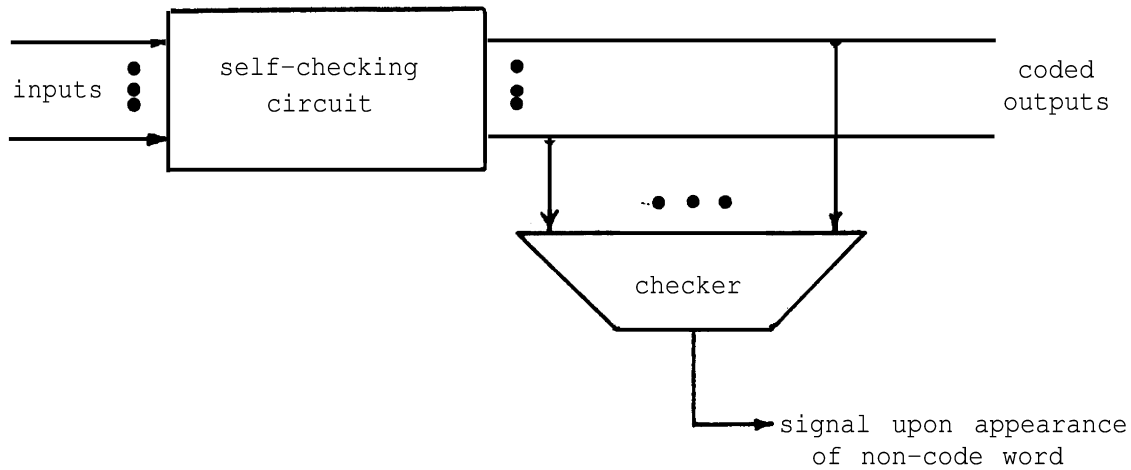 self-checking
circuit
inputs
coded
outputs
checker
signal upon appearance
of non-code word